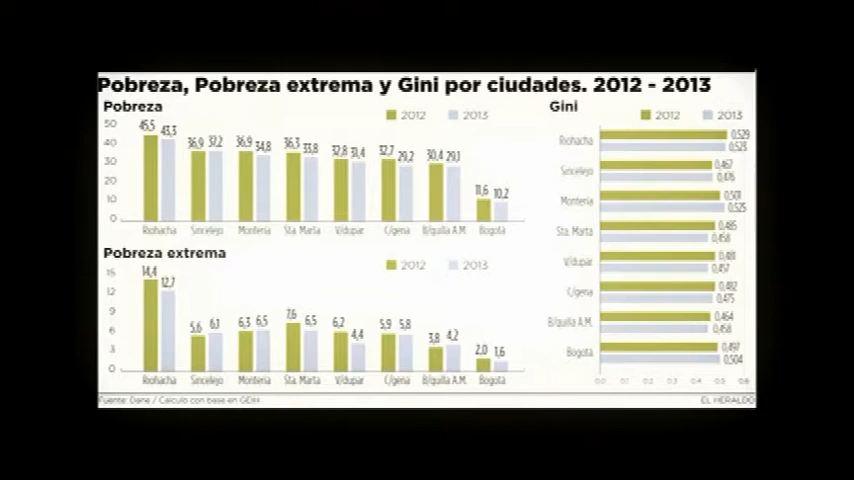 Pobreza, Pobreza extrema y Gini por ciudades. 2012 - 2013
Pobreza
2012 2013
50
40
30
20
10
0
45,5 43,3 36,9 37,2 36,9 34,8 36,3 33,8 32,8 31,4 32,7 29,2 30,4 29,1 11,6 10,2
Riohacha Sincelejo Montería Sta. Marta V/dupar C/gena B/quilla A.M. Bogotá
Pobreza extrema
2012 2013
15
12
9
6
3
0
14,4 12,7 5,6 6,1 6,3 6,5 7,6 6,5 6,2 4,4 5,9 5,8 3,8 4,2 2,0 1,6
Riohacha Sincelejo Montería Sta. Marta V/dupar C/gena B/quilla A.M. Bogotá
Gini
2012 2013
Riohacha 0,529
0,523
Sincelejo 0,467
0,476
Montería 0,501
0,525
Sta. Marta 0,485
0,458
V/dupar 0,481
0,457
C/gena 0,482
0,475
B/quilla A.M. 0,464
0,458
Bogotá 0,497
0,504
0.0 0.1 0.2 0.3 0.4 0.5 0.6
Fuente: Dane / Cálculo con base en GEIH
EL HERALDO